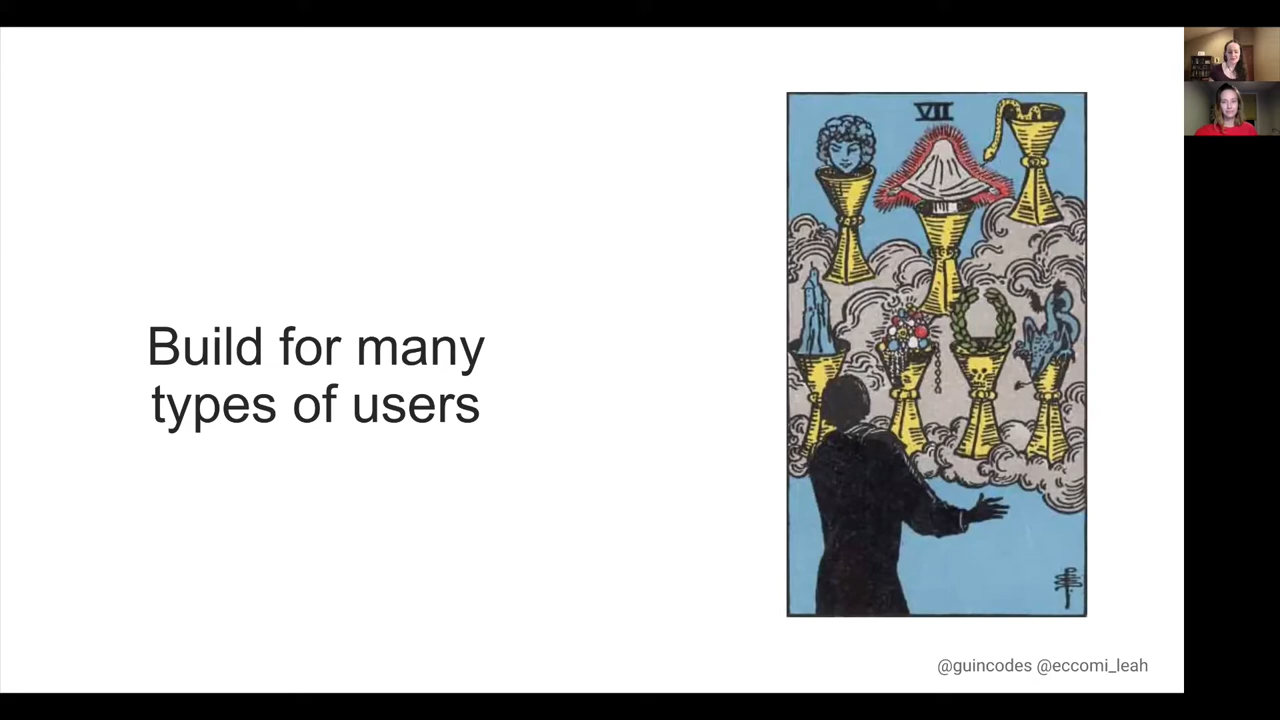 VII
Build for many
types of users
@guincodes @eccomi_leah